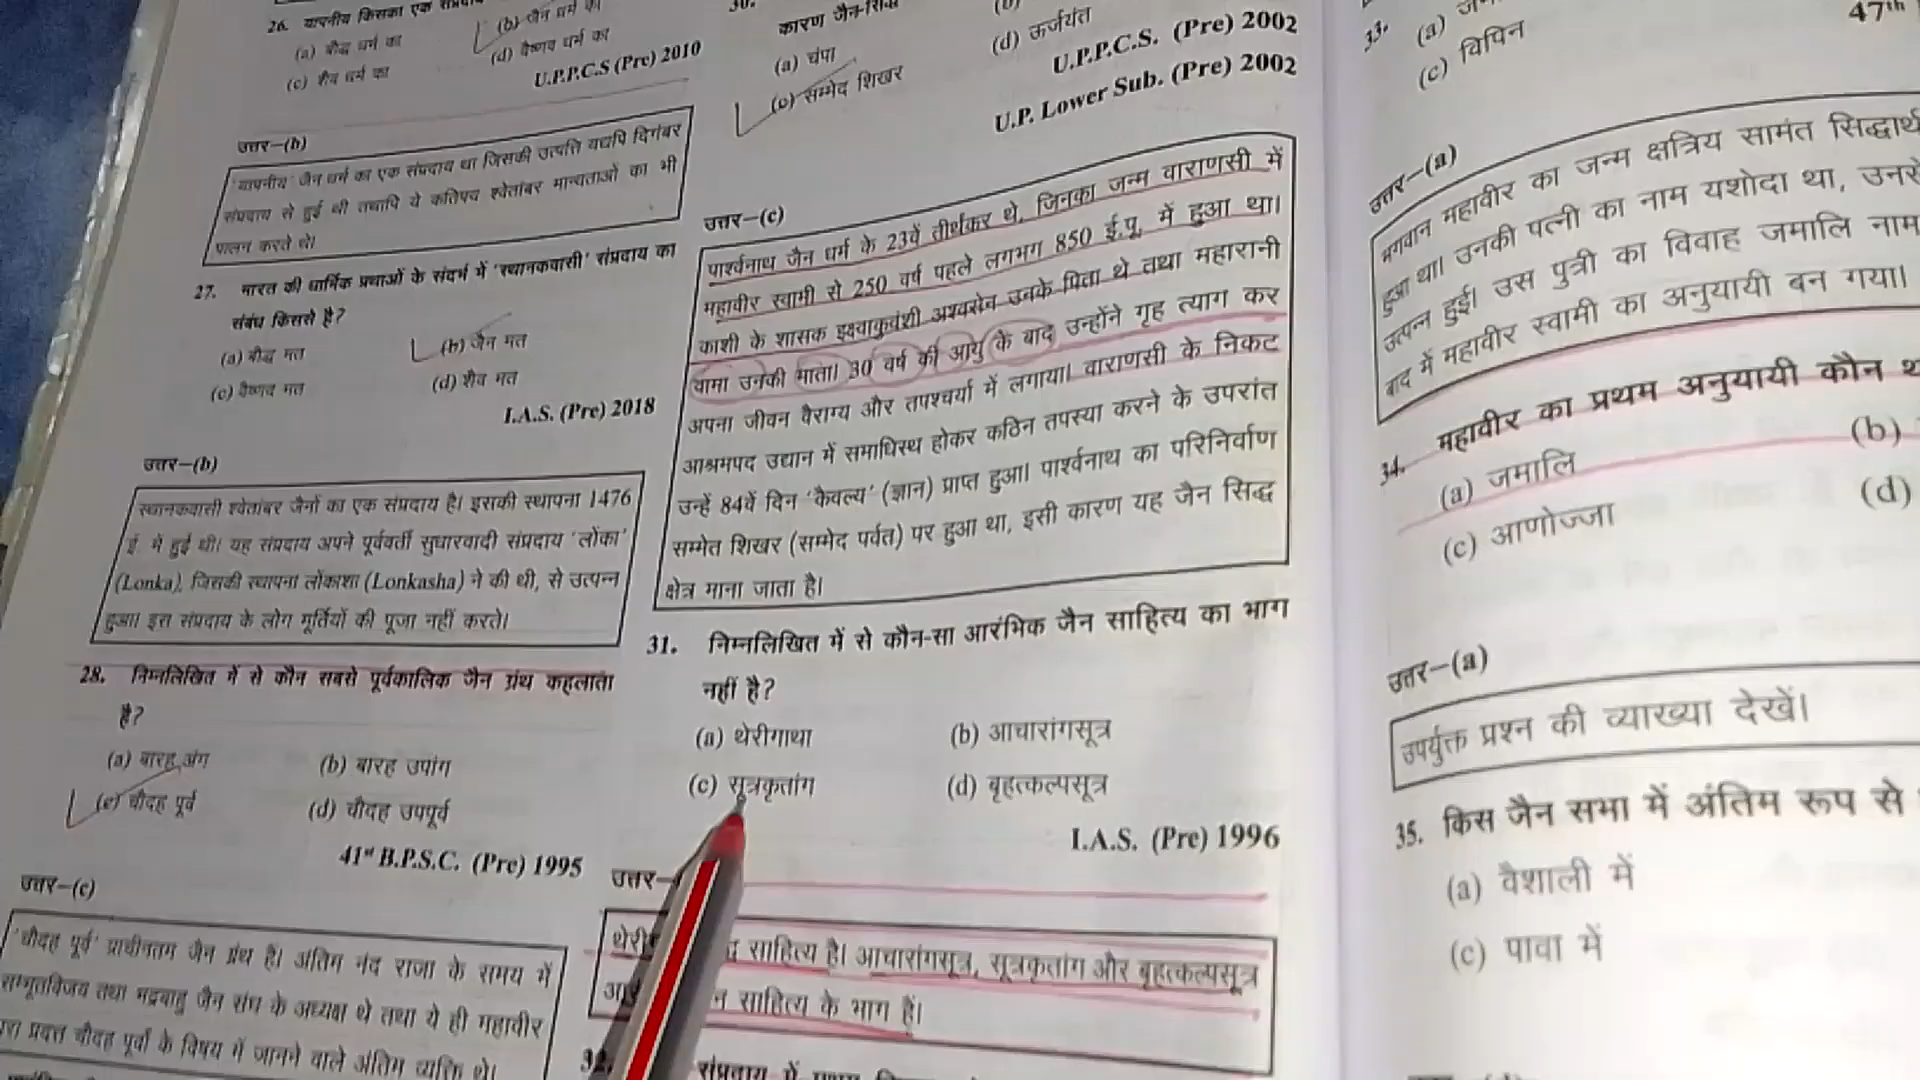 26. यापनीय किसका एक
(a) बौद्ध धर्म का
(b) जैन धर्म का
(c) शैव धर्म का
(d) वैष्णव धर्म का
U.P.P.C.S (Pre) 2010
उत्तर–(b)
'यापनीय' जैन धर्म का एक संप्रदाय था जिसकी उत्पत्ति यद्यपि दिगंबर
संप्रदाय से हुई थी तथापि ये कतिपय श्वेतांबर मान्यताओं का भी
पालन करते थे।
27. भारत की धार्मिक प्रथाओं के संदर्भ में 'स्थानकवासी' संप्रदाय का
संबंध किससे है?
(a) बौद्ध मत
(b) जैन मत
(c) वैष्णव मत
(d) शैव मत
I.A.S. (Pre) 2018
उत्तर–(b)
स्थानकवासी श्वेतांबर जैनों का एक संप्रदाय है। इसकी स्थापना 1476
ई. में हुई थी। यह संप्रदाय अपने पूर्ववर्ती सुधारवादी संप्रदाय 'लोंका'
(Lonka), जिसकी स्थापना लोंकाशा (Lonkasha) ने की थी, से उत्पन्न
हुआ। इस संप्रदाय के लोग मूर्तियों की पूजा नहीं करते।
28. निम्नलिखित में से कौन सबसे पूर्वकालिक जैन ग्रंथ कहलाता
है?
(a) बारह अंग
(b) बारह उपांग
(c) चौदह पूर्व
(d) चौदह उपपूर्व
41st B.P.S.C. (Pre) 1995
उत्तर–(c)
'चौदह पूर्व' प्राचीनतम जैन ग्रंथ हैं। अंतिम नंद राजा के समय में
सम्भूतविजय तथा भद्रबाहु जैन संघ के अध्यक्ष थे तथा ये ही महावीर
प्रदत्त चौदह पूर्वों के विषय में जानने वाले अंतिम व्यक्ति थे।
30.
कारण जैन-सिद्ध
(a) चंपा
(c) सम्मेद शिखर
(d) ऊर्जयंत
U.P.P.C.S. (Pre) 2002
U.P. Lower Sub. (Pre) 2002
उत्तर–(c)
पार्श्वनाथ जैन धर्म के 23वें तीर्थंकर थे, जिनका जन्म वाराणसी में
महावीर स्वामी से 250 वर्ष पहले लगभग 850 ई.पू. में हुआ था।
काशी के शासक इक्ष्वाकुवंशी अश्वसेन उनके पिता थे तथा महारानी
वामा उनकी माता। 30 वर्ष की आयु के बाद उन्होंने गृह त्याग कर
अपना जीवन वैराग्य और तपश्चर्या में लगाया। वाराणसी के निकट
आश्रमपद उद्यान में समाधिस्थ होकर कठिन तपस्या करने के उपरांत
उन्हें 84वें दिन 'कैवल्य' (ज्ञान) प्राप्त हुआ। पार्श्वनाथ का परिनिर्वाण
सम्मेत शिखर (सम्मेद पर्वत) पर हुआ था, इसी कारण यह जैन सिद्ध
क्षेत्र माना जाता है।
31. निम्नलिखित में से कौन-सा आरंभिक जैन साहित्य का भाग
नहीं है?
(a) थेरीगाथा
(b) आचारांगसूत्र
(c) सूत्रकृतांग
(d) बृहत्कल्पसूत्र
I.A.S. (Pre) 1996
उत्तर–
साहित्य है। आचारांगसूत्र, सूत्रकृतांग और बृहत्कल्पसूत्र
साहित्य के भाग हैं।
32.
33.
(a)
(c) विपिन
47th
उत्तर–(a)
भगवान महावीर का जन्म क्षत्रिय सामंत सिद्धार्थ
हुआ था। उनकी पत्नी का नाम यशोदा था, उनसे
उत्पन्न हुई। उस पुत्री का विवाह जमालि नाम
बाद में महावीर स्वामी का अनुयायी बन गया।
34. महावीर का प्रथम अनुयायी कौन
(a) जमालि
(b)
(c) आणोज्जा
(d)
उत्तर–(a)
उपर्युक्त प्रश्न की व्याख्या देखें।
35. किस जैन सभा में अंतिम रूप से
(a) वैशाली में
(c) पावा में